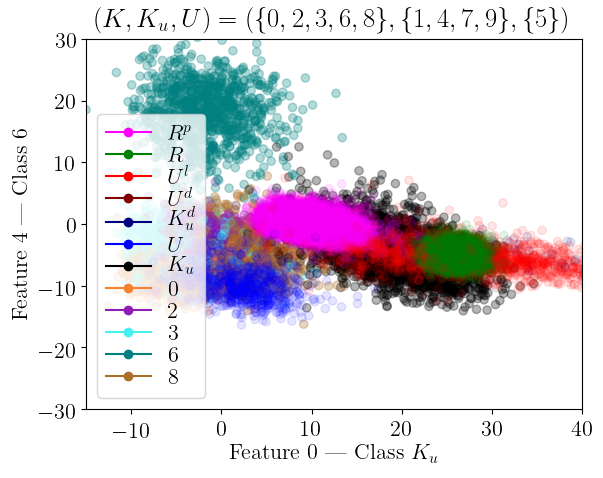 (K, K_u, U) = ({0, 2, 3, 6, 8}, {1, 4, 7, 9}, {5})
30
20
10
0
−10
−20
−30
Feature 4 — Class 6
R^p
R
U^l
U^d
K_u^d
U
K_u
0
2
3
6
8
−10
0
10
20
30
40
Feature 0 — Class K_u